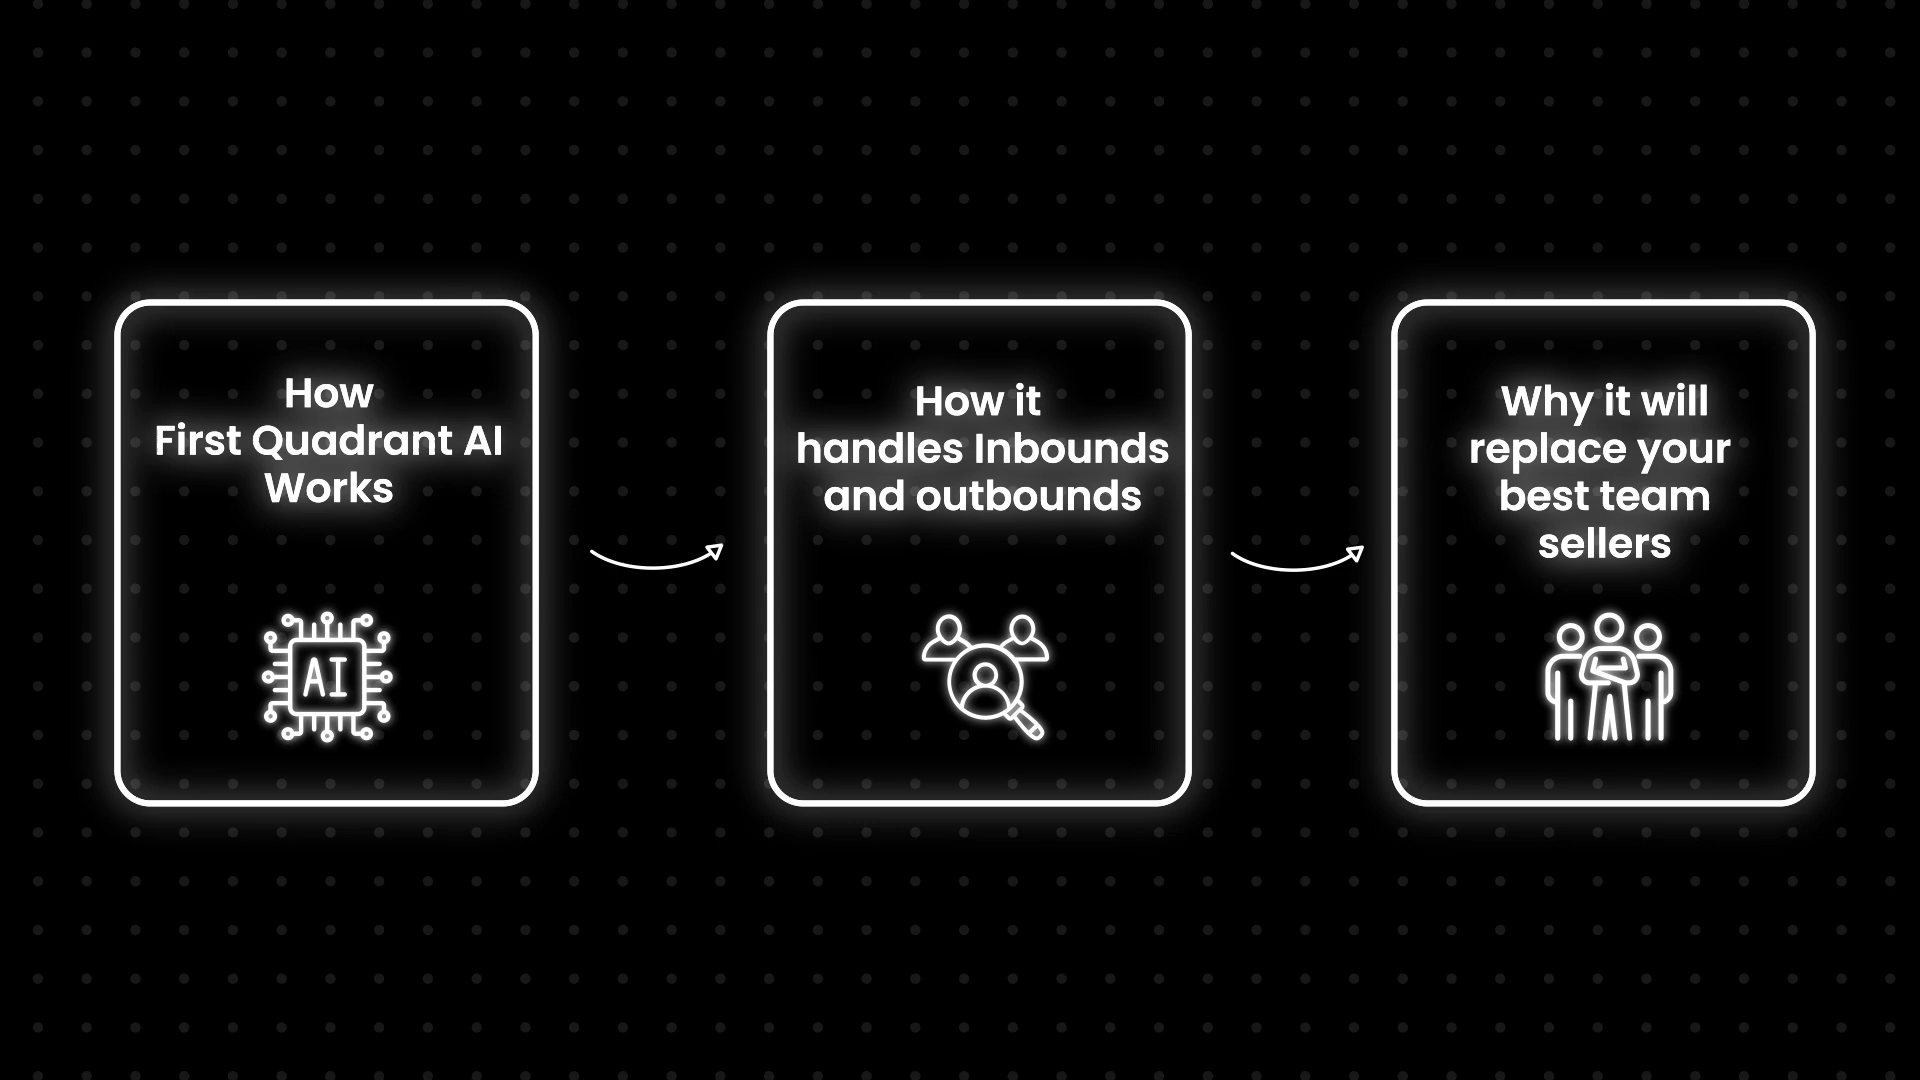 How
First Quadrant AI
Works
AI
How it
handles Inbounds
and outbounds
Why it will
replace your
best team
sellers